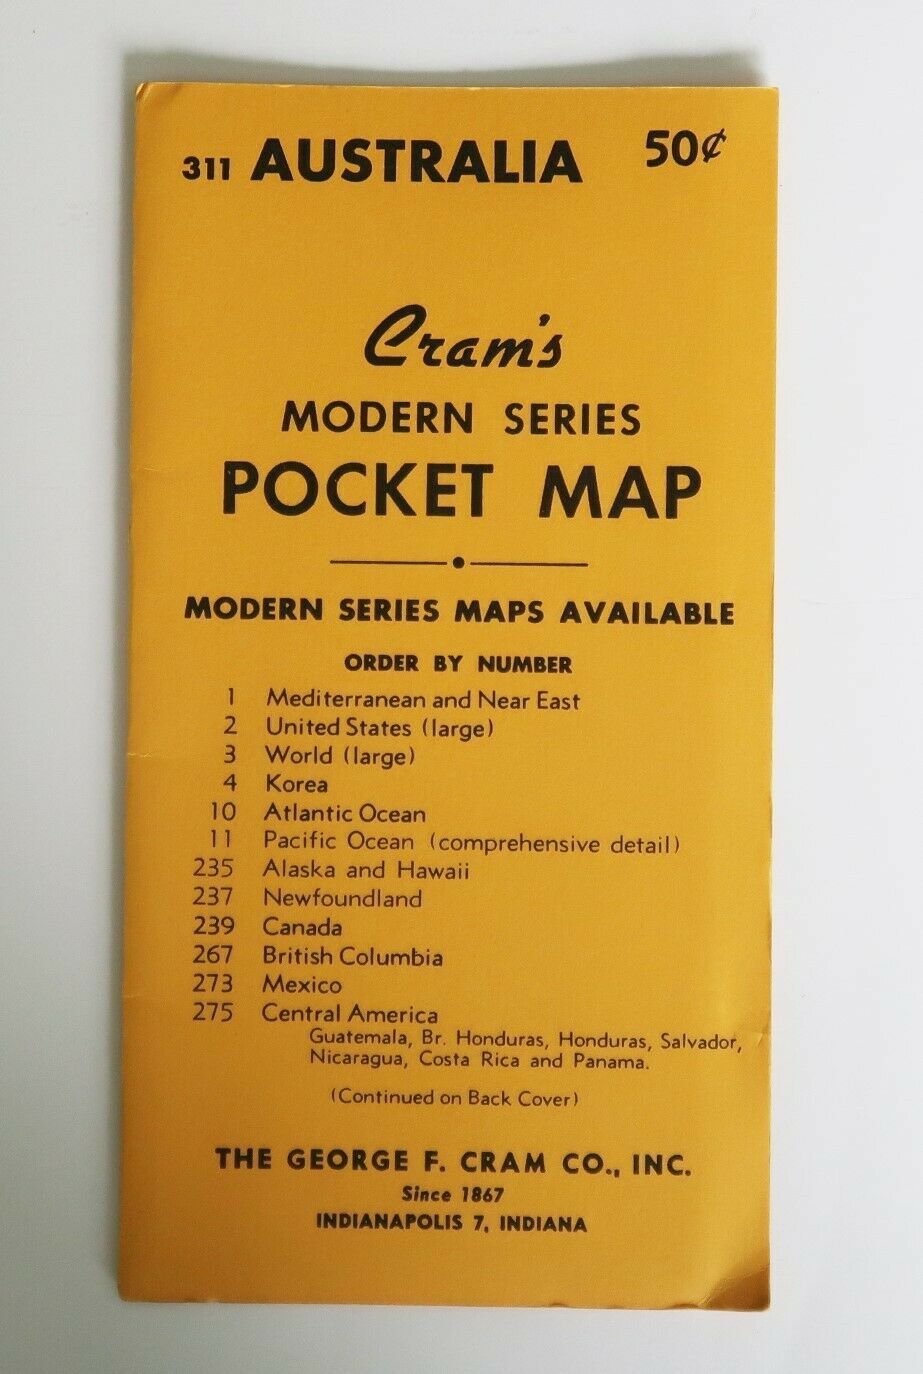 311 AUSTRALIA 50¢
Cram's
MODERN SERIES
POCKET MAP
MODERN SERIES MAPS AVAILABLE
ORDER BY NUMBER
1 Mediterranean and Near East
2 United States (large)
3 World (large)
4 Korea
10 Atlantic Ocean
11 Pacific Ocean (comprehensive detail)
235 Alaska and Hawaii
237 Newfoundland
239 Canada
267 British Columbia
273 Mexico
275 Central America
Guatemala, Br. Honduras, Honduras, Salvador,
Nicaragua, Costa Rica and Panama.
(Continued on Back Cover)
THE GEORGE F. CRAM CO., INC.
Since 1867
INDIANAPOLIS 7, INDIANA